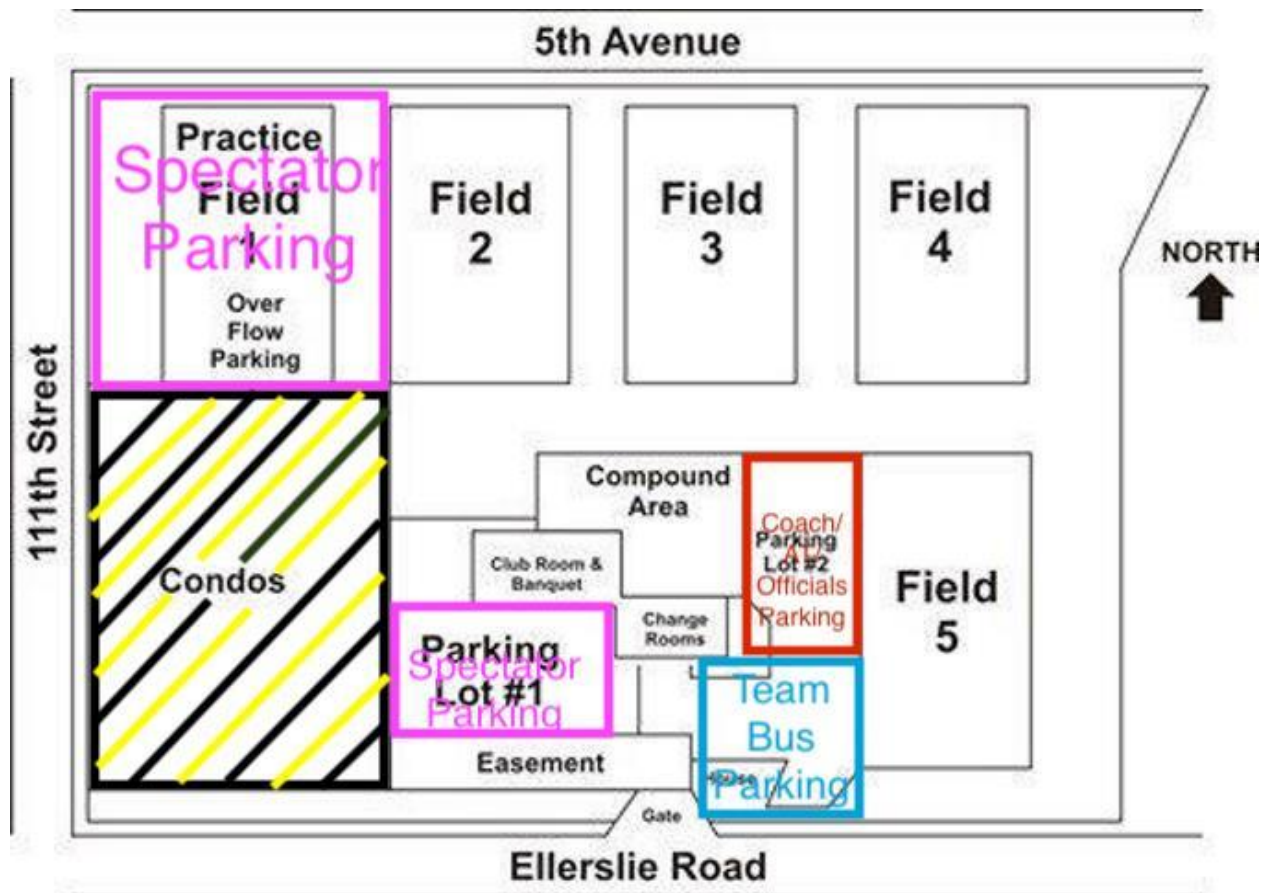 5th Avenue
Practice
Spectator
Field
1
Parking
Over
Flow
Parking
Field
2
Field
3
Field
4
NORTH
111th Street
Condos
Compound
Area
Club Room &
Banquet
Change
Rooms
Coach/
Parking
Lot #2
Officials
Parking
Field
5
Parking
Lot #1
Spectator
Parking
Team
Bus
Parking
House
Easement
Gate
Ellerslie Road